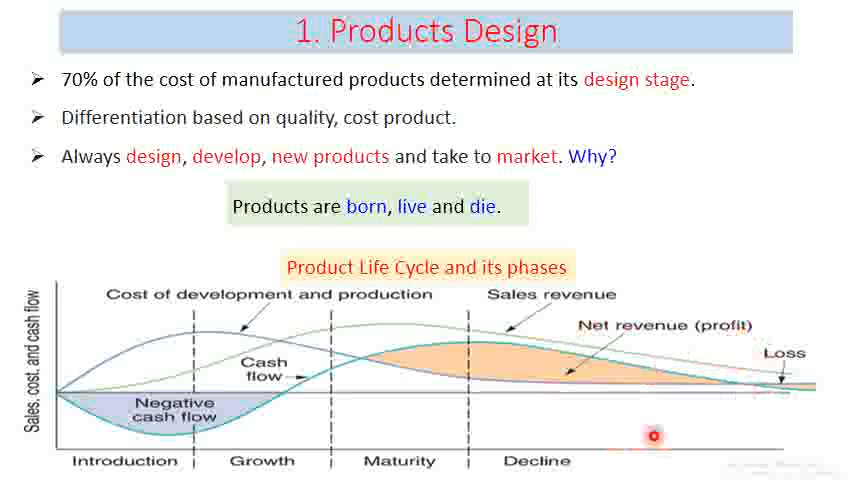 1. Products Design
➢ 70% of the cost of manufactured products determined at its design stage.
➢ Differentiation based on quality, cost product.
➢ Always design, develop, new products and take to market. Why?
Products are born, live and die.
Product Life Cycle and its phases
Cost of development and production
Sales revenue
Net revenue (profit)
Loss
Cash
flow
Negative
cash flow
Sales, cost, and cash flow
Introduction
Growth
Maturity
Decline